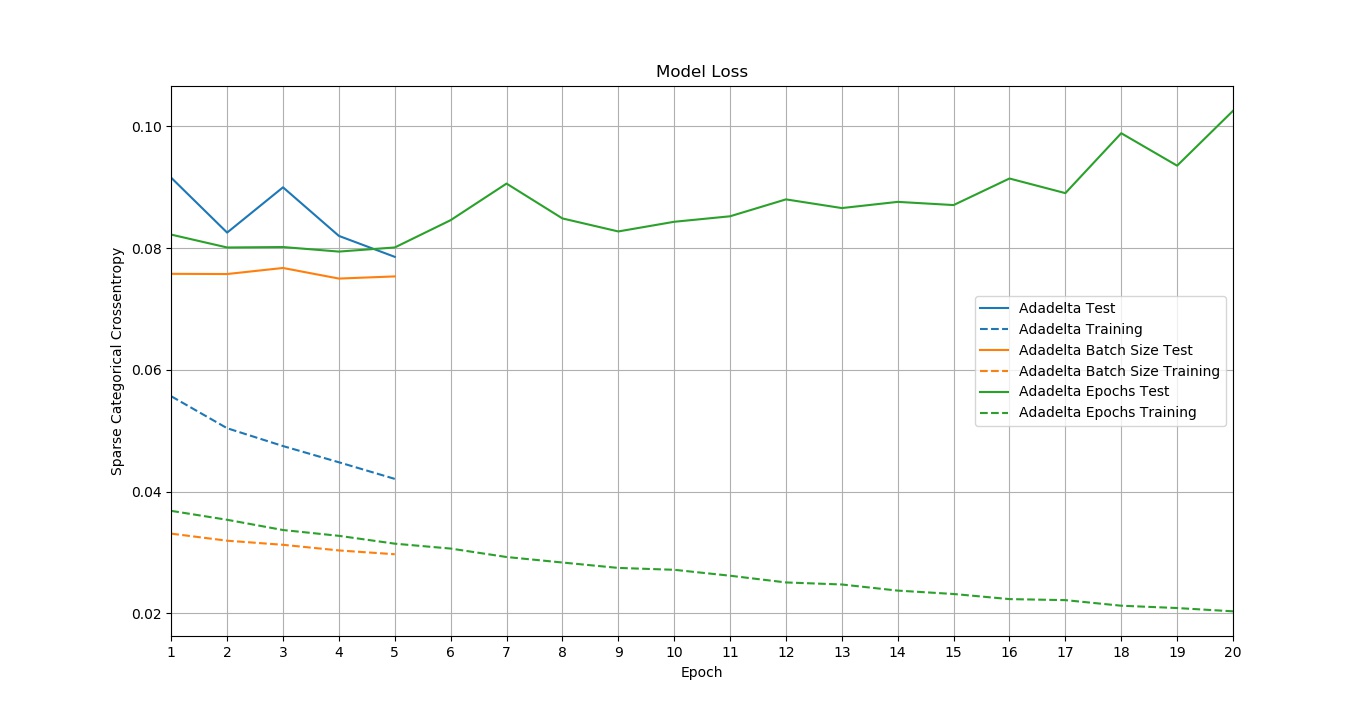 Model Loss
0.10
0.08
0.06
0.04
0.02
Sparse Categorical Crossentropy
Adadelta Test
Adadelta Training
Adadelta Batch Size Test
Adadelta Batch Size Training
Adadelta Epochs Test
Adadelta Epochs Training
1 2 3 4 5 6 7 8 9 10 11 12 13 14 15 16 17 18 19 20
Epoch